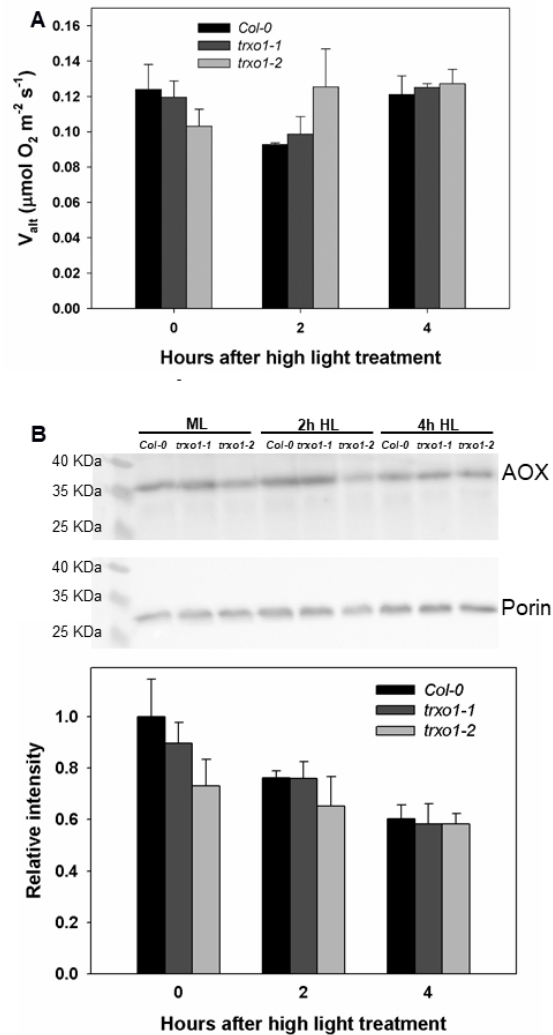 A
Col-0
trxo1-1
trxo1-2
V_alt (μmol O₂ m⁻² s⁻¹)
0.16
0.14
0.12
0.10
0.08
0.06
0.04
0.02
0.00
0 2 4
Hours after high light treatment
B
ML 2h HL 4h HL
Col-0 trxo1-1 trxo1-2 Col-0 trxo1-1 trxo1-2 Col-0 trxo1-1 trxo1-2
40 KDa
35 KDa
25 KDa
AOX
40 KDa
35 KDa
25 KDa
Porin
Col-0
trxo1-1
trxo1-2
Relative intensity
1.0
0.8
0.6
0.4
0.2
0.0
0 2 4
Hours after high light treatment